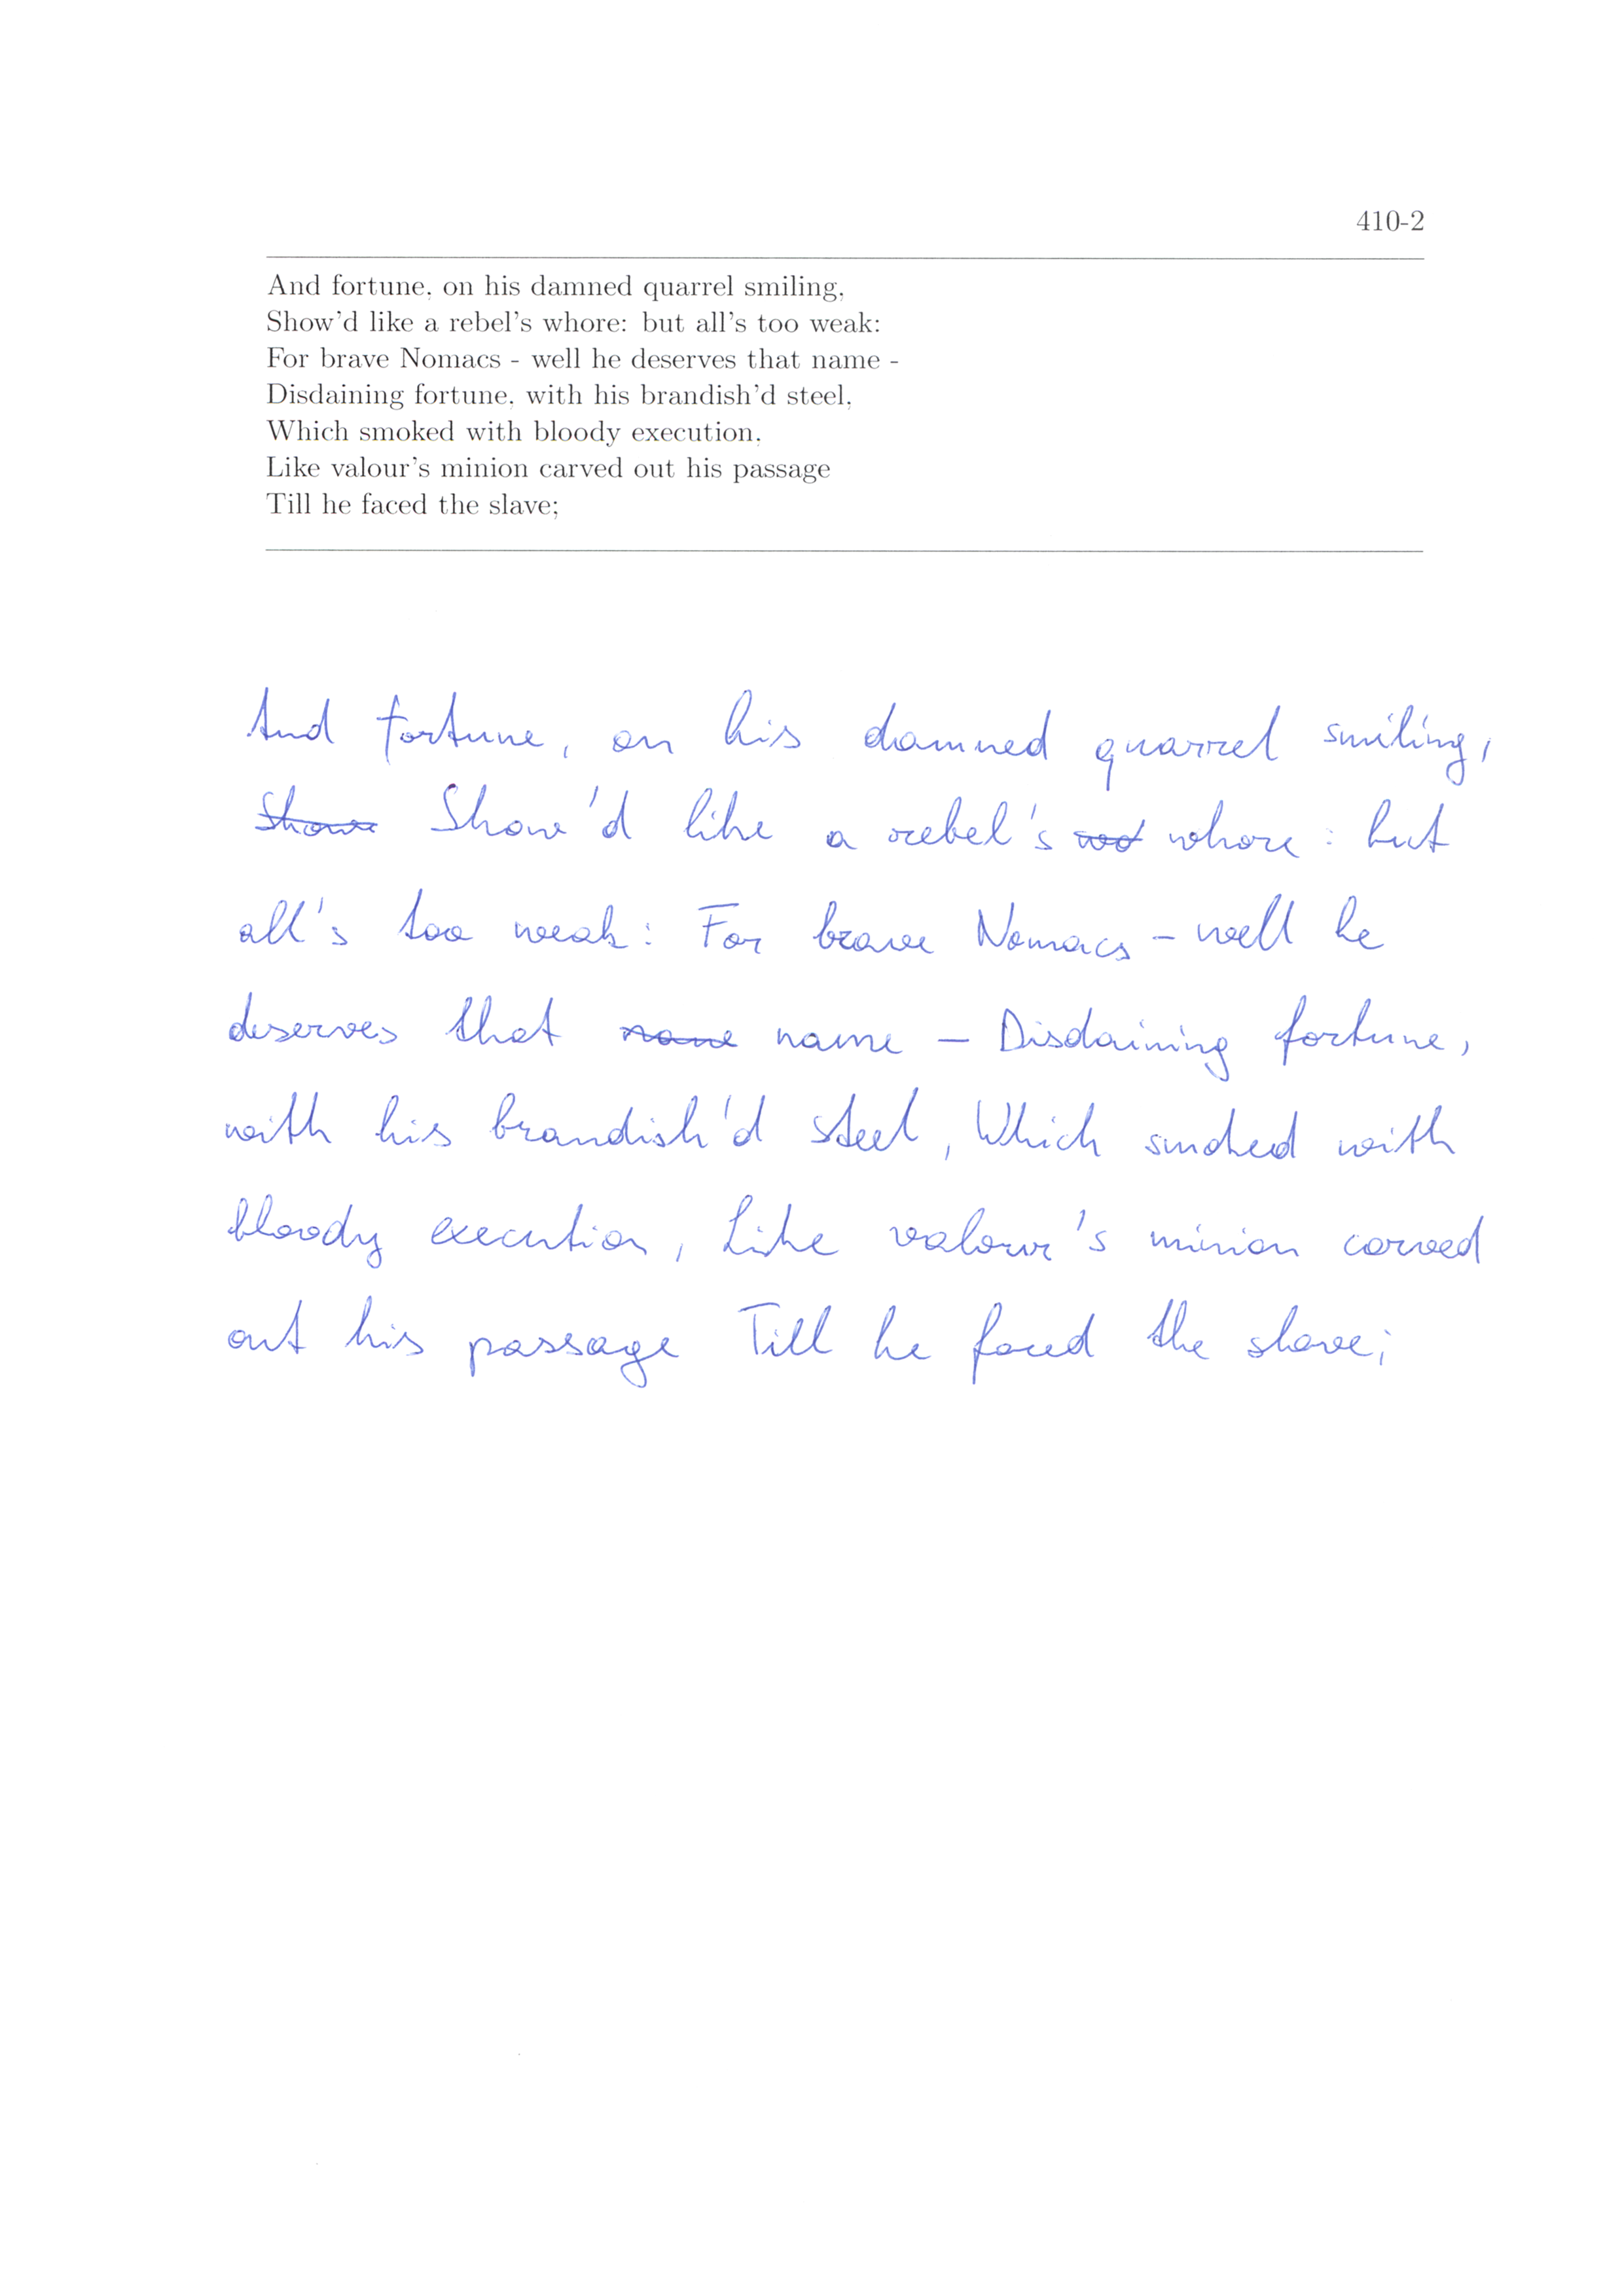 410-2
And fortune, on his damned quarrel smiling,
Show'd like a rebel's whore: but all's too weak:
For brave Nomacs - well he deserves that name -
Disdaining fortune, with his brandish'd steel,
Which smoked with bloody execution,
Like valour's minion carved out his passage
Till he faced the slave;
And fortune, on his damned quarrel smiling,
Show'd like a rebel's whore: but
all's too weak: For brave Nomacs - well he
deserves that name - Disdaining fortune,
with his brandish'd steel, Which smoked with
bloody execution, Like valour's minion carved
out his passage Till he faced the slave;